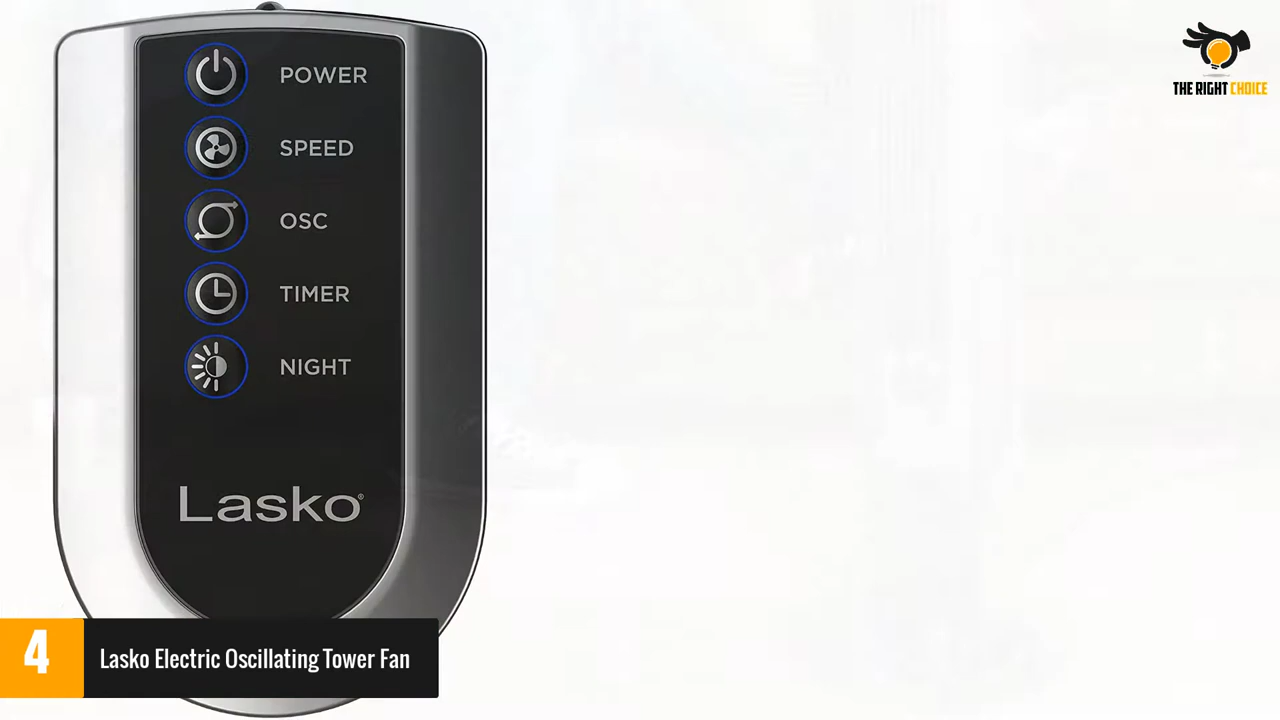 POWER
SPEED
OSC
TIMER
NIGHT
Lasko®
4
Lasko Electric Oscillating Tower Fan
THE RIGHT CHOICE